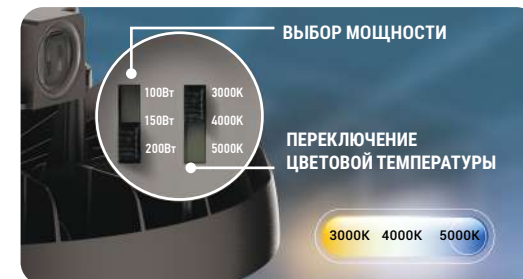 ВЫБОР МОЩНОСТИ
100Вт 3000K
150Вт 4000K
200Вт 5000K
ПЕРЕКЛЮЧЕНИЕ
ЦВЕТОВОЙ ТЕМПЕРАТУРЫ
3000K 4000K 5000K